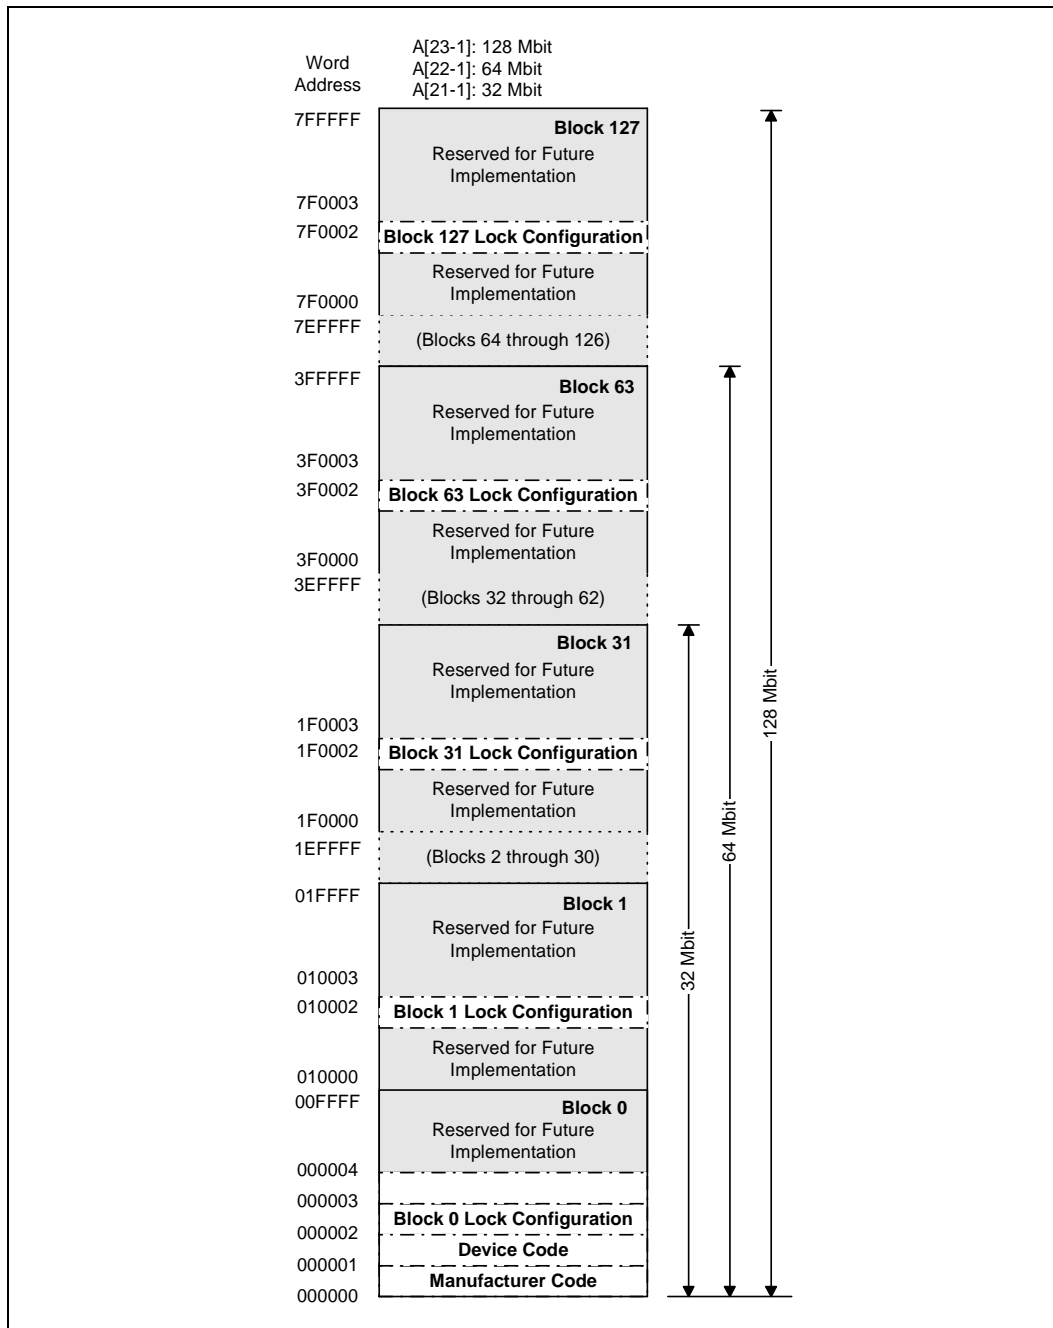 Word
Address
A[23-1]: 128 Mbit
A[22-1]: 64 Mbit
A[21-1]: 32 Mbit
7FFFFF
Block 127
Reserved for Future
Implementation
7F0003
7F0002
Block 127 Lock Configuration
Reserved for Future
Implementation
7F0000
7EFFFF
(Blocks 64 through 126)
3FFFFF
Block 63
Reserved for Future
Implementation
3F0003
3F0002
Block 63 Lock Configuration
Reserved for Future
Implementation
3F0000
3EFFFF
(Blocks 32 through 62)
Block 31
Reserved for Future
Implementation
1F0003
1F0002
Block 31 Lock Configuration
Reserved for Future
Implementation
1F0000
1EFFFF
(Blocks 2 through 30)
01FFFF
Block 1
Reserved for Future
Implementation
010003
010002
Block 1 Lock Configuration
Reserved for Future
Implementation
010000
00FFFF
Block 0
Reserved for Future
Implementation
000004
000003
Block 0 Lock Configuration
000002
Device Code
000001
Manufacturer Code
000000
32 Mbit
64 Mbit
128 Mbit